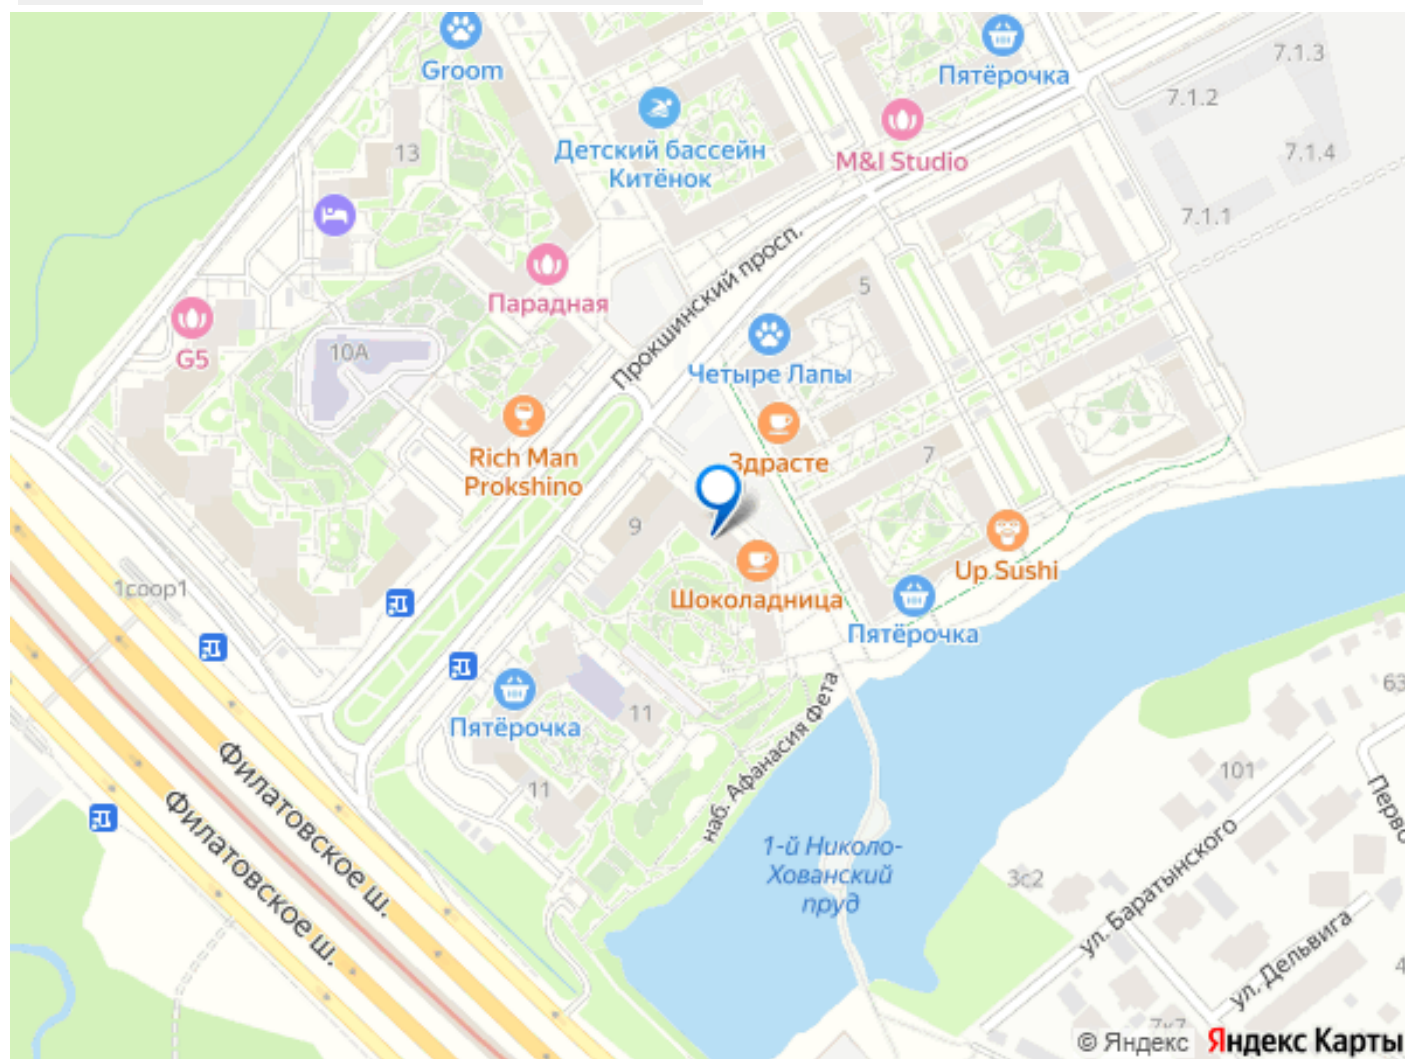 Groom
Пятёрочка
7.1.3
7.1.2
Детский бассейн
Китёнок
M&I Studio
7.1.4
13
7.1.1
Прокшинский просп.
Парадная
5
G5
10А
Четыре Лапы
Rich Man
Prokshino
Здрасте
7
9
Up Sushi
1соор1
Шоколадница
Пятёрочка
63
Пятёрочка
11
наб. Афанасия Фета
11
101
Перво
Филатовское ш.
Филатовское ш.
1-й Николо-
Хованский
пруд
3с2
ул. Баратынского
ул. Дельвига
4
7к7
© Яндекс Яндекс Карты